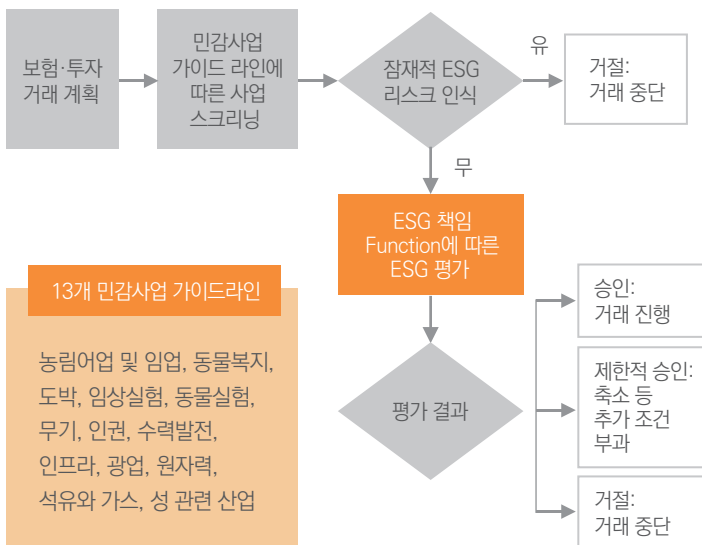 보험·투자
거래 계획
민감사업
가이드 라인에
따른 사업
스크리닝
잠재적 ESG
리스크 인식
유
거절:
거래 중단
무
ESG 책임
Function에 따른
ESG 평가
평가 결과
승인:
거래 진행
제한적 승인:
축소 등
추가 조건
부과
거절:
거래 중단
13개 민감사업 가이드라인
농림어업 및 임업, 동물복지,
도박, 임상실험, 동물실험,
무기, 인권, 수력발전,
인프라, 광업, 원자력,
석유와 가스, 성 관련 산업